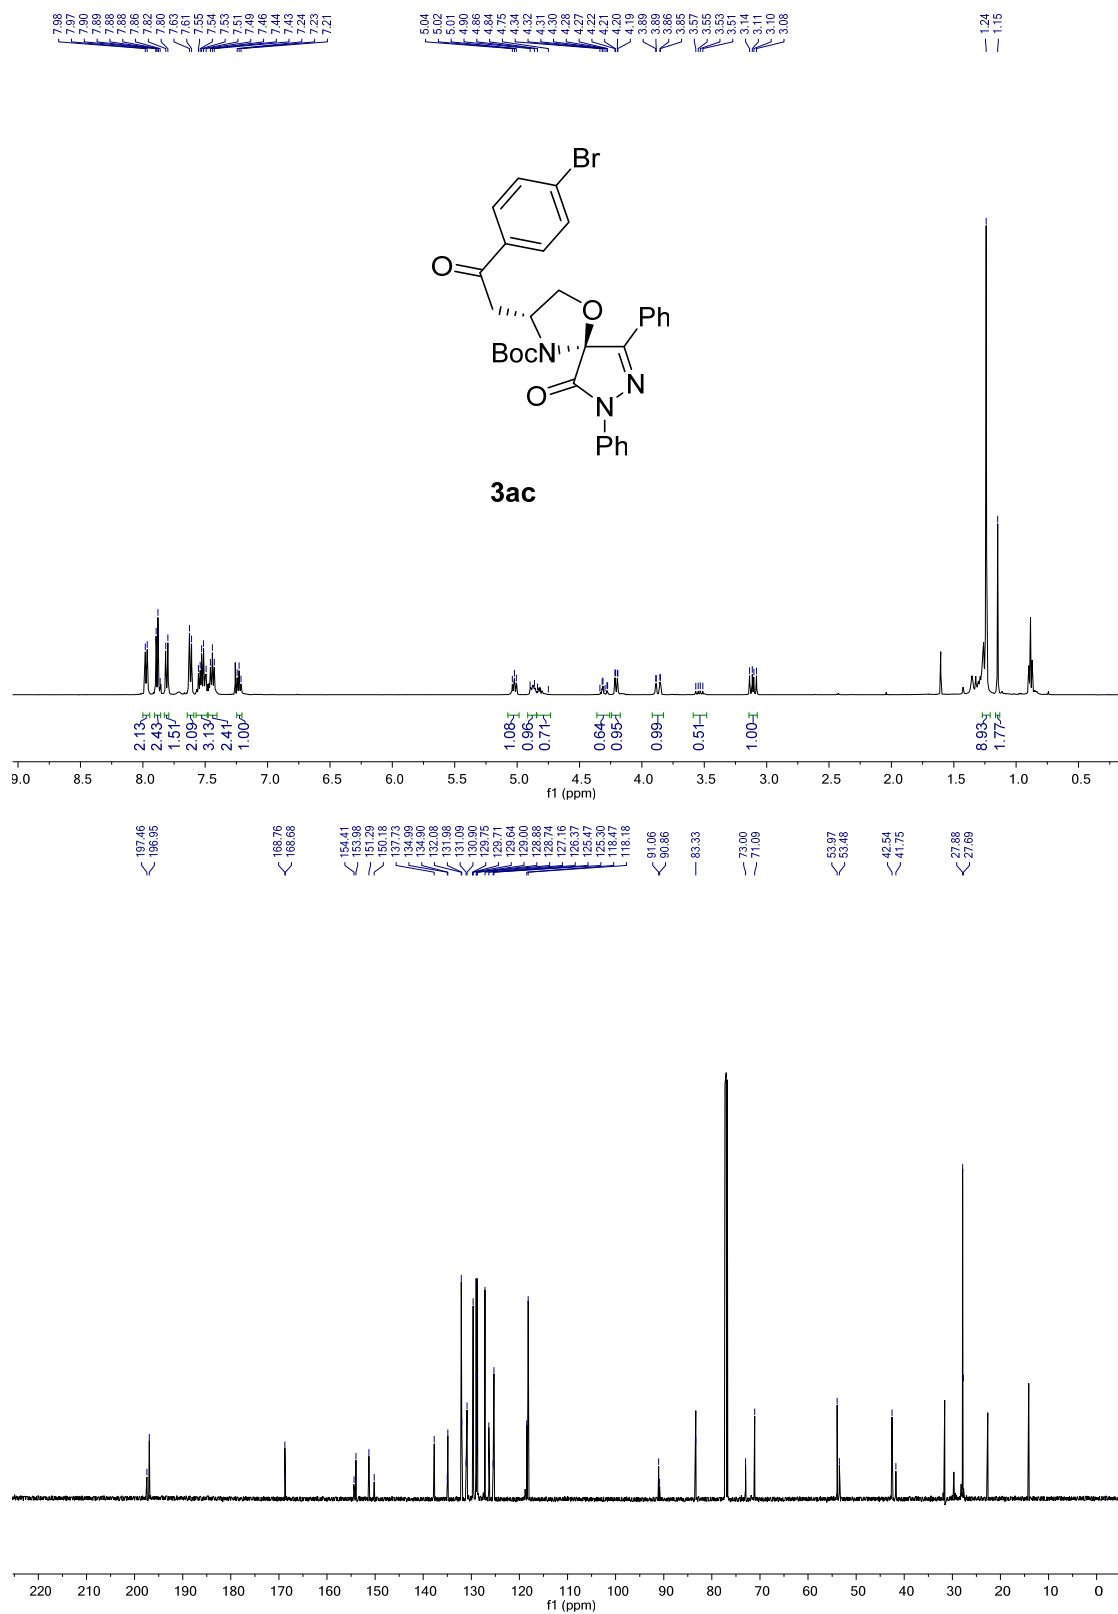 7.98 7.97 7.90 7.89 7.88 7.88 7.86 7.82 7.80 7.63 7.61 7.55 7.54 7.53 7.51 7.49 7.46 7.44 7.43 7.24 7.23 7.21 5.04 5.02 5.01 4.90 4.86 4.84 4.75 4.34 4.32 4.31 4.30 4.28 4.27 4.22 4.21 4.20 4.19 3.89 3.89 3.86 3.85 3.57 3.55 3.53 3.51 3.14 3.11 3.10 3.08 1.24 1.15
Br
O
O
Ph
BocN
N
O
N
Ph
3ac
2.13 2.43 1.51 2.09 3.13 2.41 1.00 1.08 0.96 0.71 0.64 0.95 0.99 0.51 1.00 8.93 1.77
9.0 8.5 8.0 7.5 7.0 6.5 6.0 5.5 5.0 4.5 4.0 3.5 3.0 2.5 2.0 1.5 1.0 0.5
f1 (ppm)
197.46 196.95 168.76 168.68 154.41 153.98 151.29 150.18 137.73 134.99 134.90 132.08 131.98 131.09 130.90 129.75 129.71 129.64 129.00 128.88 128.74 127.16 126.37 125.47 125.30 118.47 118.18 91.06 90.86 83.33 73.00 71.09 53.97 53.48 42.54 41.75 27.88 27.69
220 210 200 190 180 170 160 150 140 130 120 110 100 90 80 70 60 50 40 30 20 10 0
f1 (ppm)